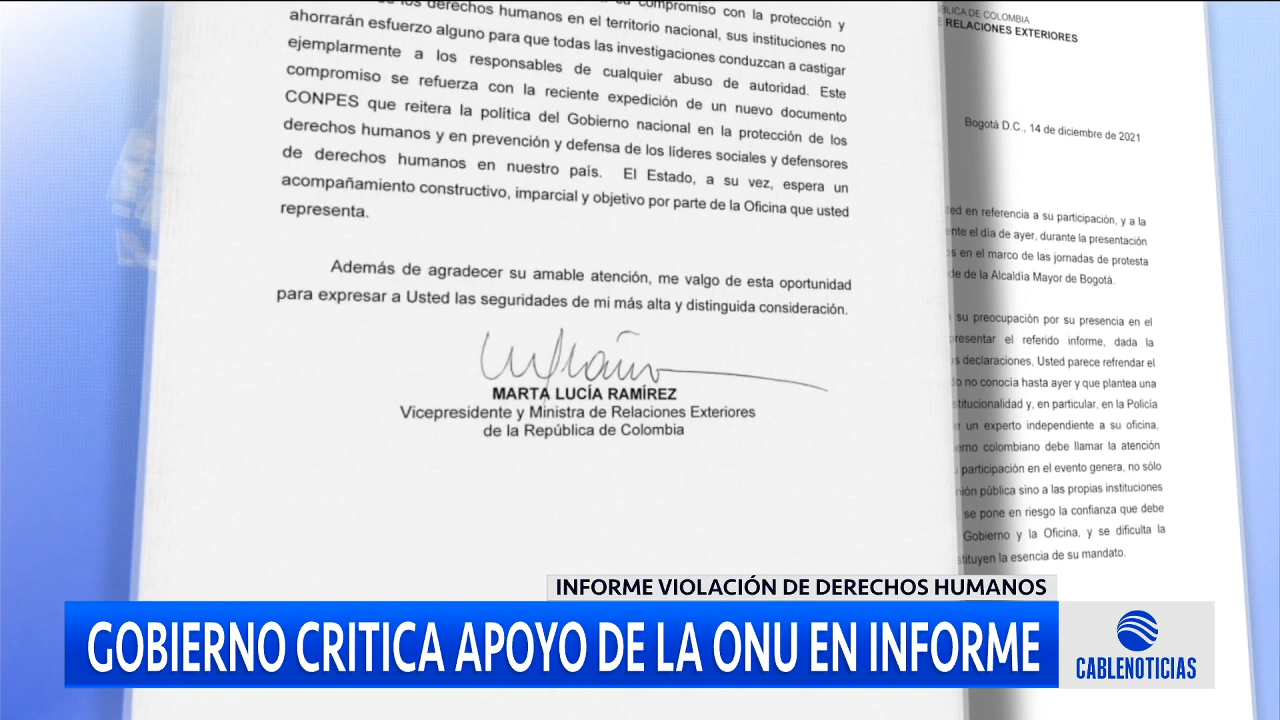 compromiso con la protección y
los derechos humanos en el territorio nacional, sus instituciones no
ahorrarán esfuerzo alguno para que todas las investigaciones conduzcan a castigar
ejemplarmente a los responsables de cualquier abuso de autoridad. Este
compromiso se refuerza con la reciente expedición de un nuevo documento
CONPES que reitera la política del Gobierno nacional en la protección de los
derechos humanos y en prevención y defensa de los líderes sociales y defensores
de derechos humanos en nuestro país. El Estado, a su vez, espera un
acompañamiento constructivo, imparcial y objetivo por parte de la Oficina que usted
representa.
Además de agradecer su amable atención, me valgo de esta oportunidad
para expresar a Usted las seguridades de mi más alta y distinguida consideración.
MARTA LUCÍA RAMÍREZ
Vicepresidente y Ministra de Relaciones Exteriores
de la República de Colombia
DE COLOMBIA
RELACIONES EXTERIORES
Bogotá D.C., 14 de diciembre de 2021
en referencia a su participación, y a la
el día de ayer, durante la presentación
en el marco de las jornadas de protesta
de la Alcaldía Mayor de Bogotá.
su preocupación por su presencia en el
el referido informe, dada la
declaraciones, Usted parece refrendar el
no conocia hasta ayer y que plantea una
y, en particular, en la Policía
un experto independiente a su oficina,
colombiano debe llamar la atención
participación en el evento genera, no sólo
pública sino a las propias instituciones
se pone en riesgo la confianza que debe
Gobierno y la Oficina, y se dificulta la
la esencia de su mandato.
INFORME VIOLACIÓN DE DERECHOS HUMANOS
GOBIERNO CRITICA APOYO DE LA ONU EN INFORME
CABLENOTICIAS